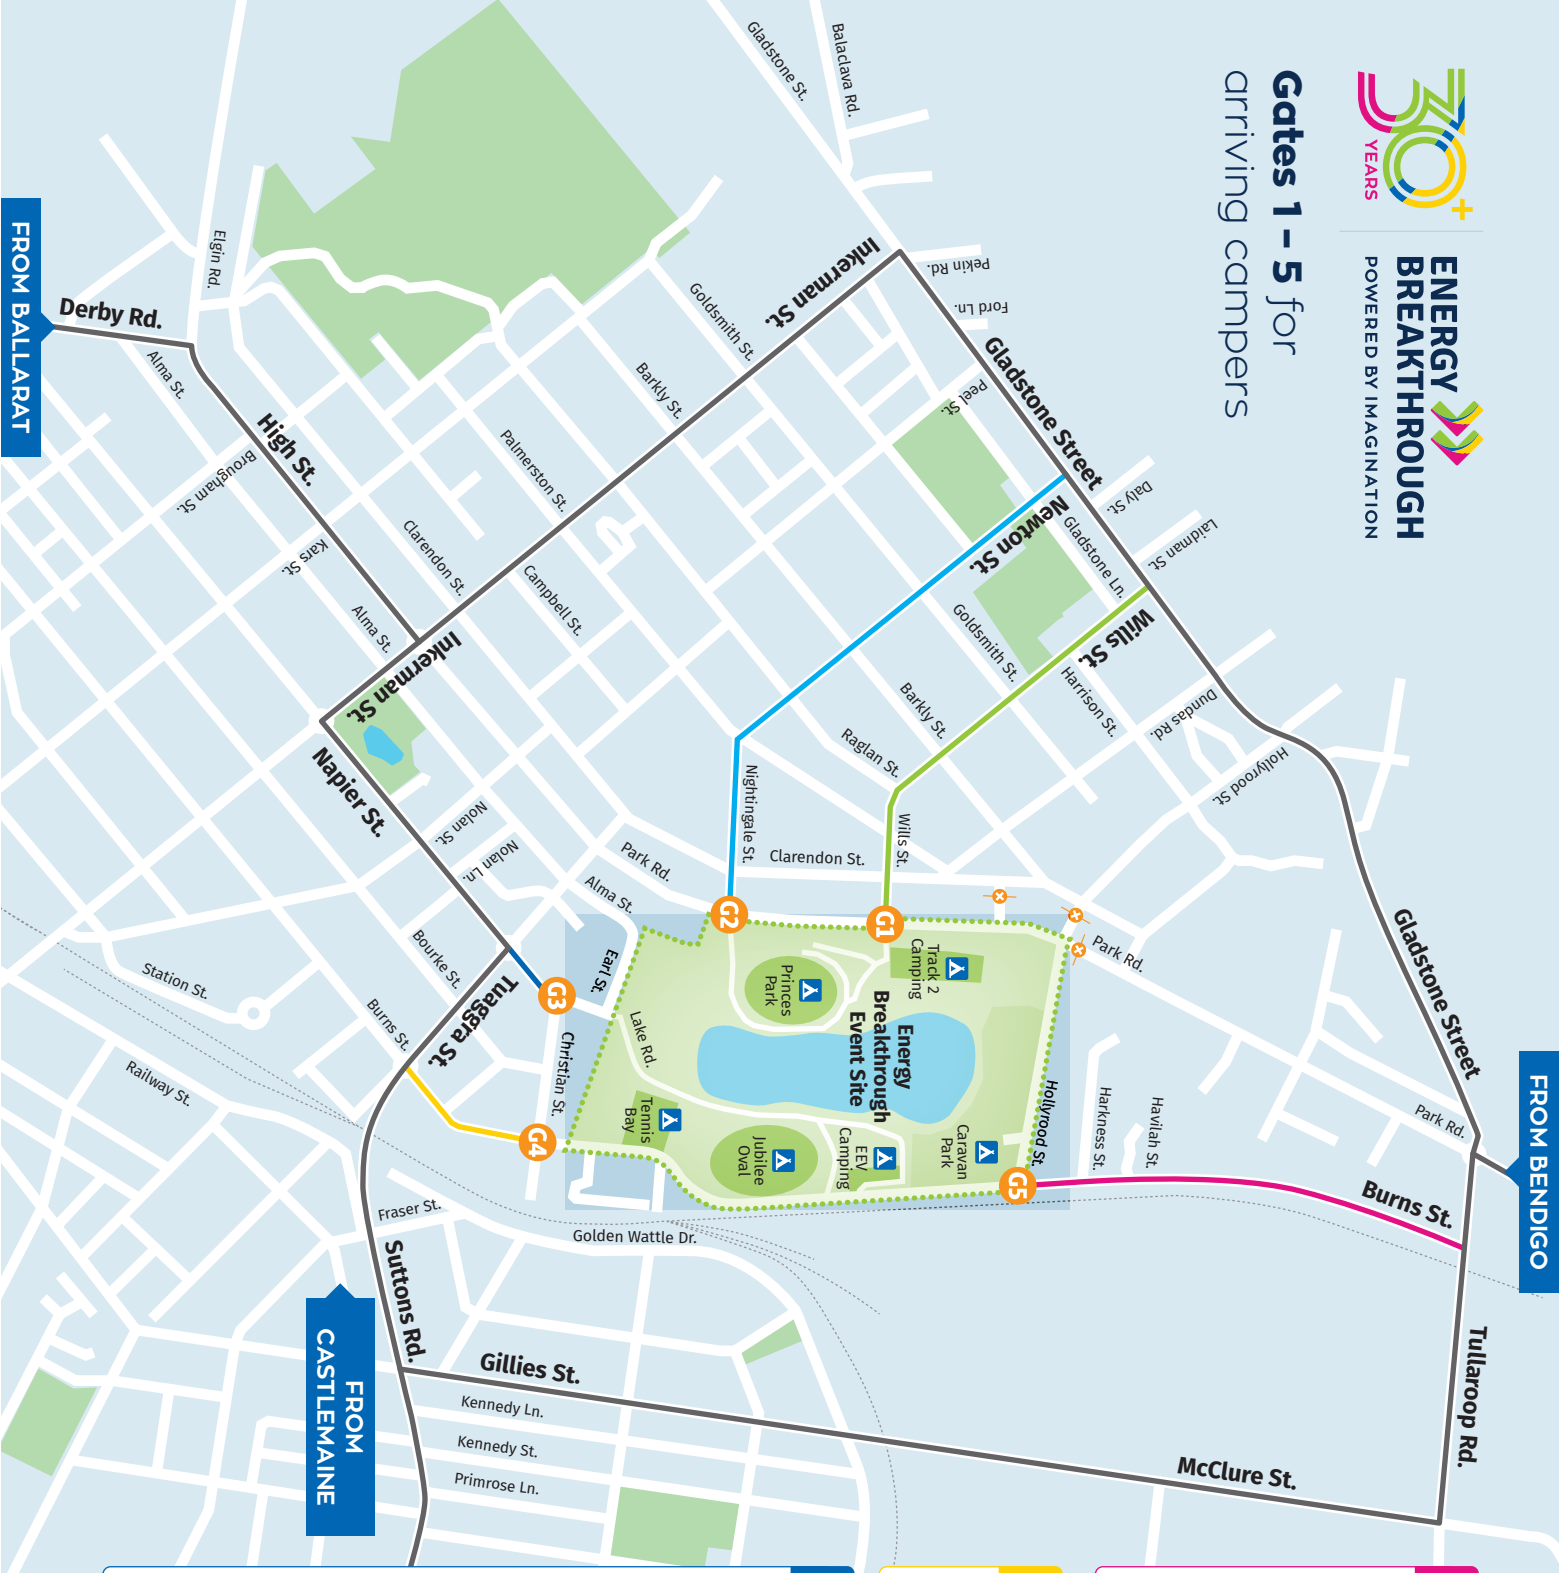 30+
YEARS
ENERGY
BREAKTHROUGH
POWERED BY IMAGINATION
Gates 1 – 5 for
arriving campers
FROM BALLARAT
FROM BENDIGO
FROM
CASTLEMAINE
Gladstone St.
Balaclava Rd.
Elgin Rd.
Derby Rd.
Alma St.
High St.
Brougham St.
Kars St.
Alma St.
Clarendon St.
Palmerston St.
Campbell St.
Barkly St.
Goldsmith St.
Inkerman St.
Pekin Rd.
Ford Ln.
Gladstone Street
Peel St.
Daly St.
Laidman St.
Newton St.
Gladstone Ln.
Wills St.
Goldsmith St.
Harrison St.
Dundas Rd.
Hollyrood St.
Barkly St.
Raglan St.
Nightingale St.
Wills St.
Clarendon St.
Inkerman St.
Napier St.
Nolan St.
Nolan Ln.
Park Rd.
Alma St.
Bourke St.
Station St.
Burns St.
Railway St.
Tuaggra St.
Earl St.
Christian St.
Lake Rd.
G1
G2
G3
G4
G5
Track 2
Camping
Princes
Park
Energy
Breakthrough
Event Site
Tennis
Bay
Jubilee
Oval
EEV
Camping
Caravan
Park
Hollyrood St.
Harkness St.
Havilah St.
Park Rd.
Gladstone Street
Park Rd.
Burns St.
Tullaroop Rd.
Fraser St.
Golden Wattle Dr.
Suttons Rd.
Gillies St.
Kennedy Ln.
Kennedy St.
Primrose Ln.
McClure St.